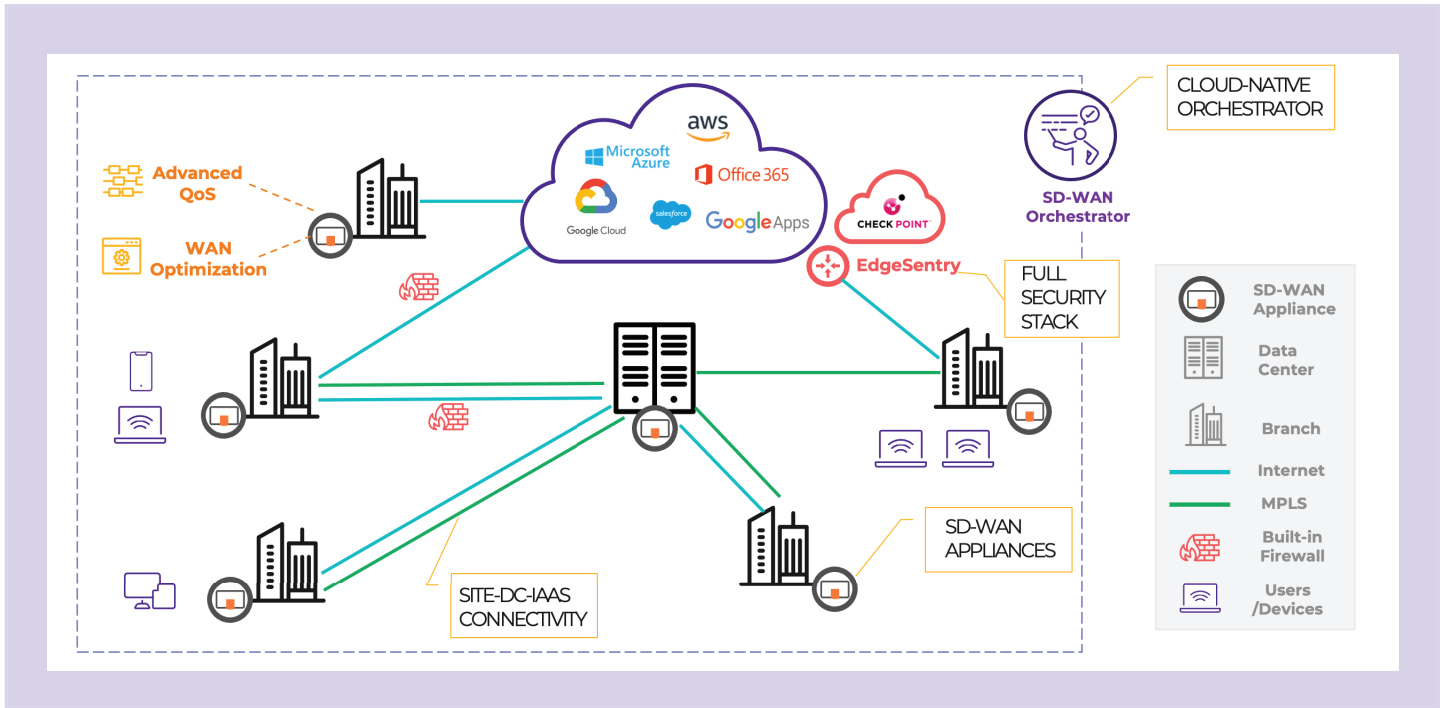 CLOUD-NATIVE
ORCHESTRATOR
aws
Microsoft
Azure
Office 365
Google Cloud
salesforce
Google Apps
CHECK POINT™
SD-WAN
Orchestrator
Advanced
QoS
WAN
Optimization
EdgeSentry
FULL
SECURITY
STACK
SD-WAN
Appliance
Data
Center
Branch
Internet
MPLS
Built-in
Firewall
Users
/Devices
SD-WAN
APPLIANCES
SITE-DC-IAAS
CONNECTIVITY